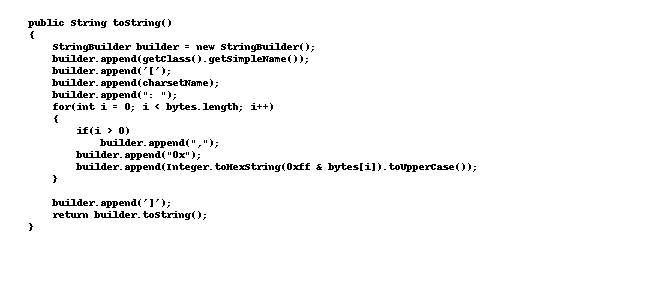 public String toString()
{
    StringBuilder builder = new StringBuilder();
    builder.append(getClass().getSimpleName());
    builder.append('[');
    builder.append(charsetName);
    builder.append(": ");
    for(int i = 0; i < bytes.length; i++)
    {
        if(i > 0)
            builder.append(",");
        builder.append("0x");
        builder.append(Integer.toHexString(0xff & bytes[i]).toUpperCase());
    }

    builder.append(']');
    return builder.toString();
}